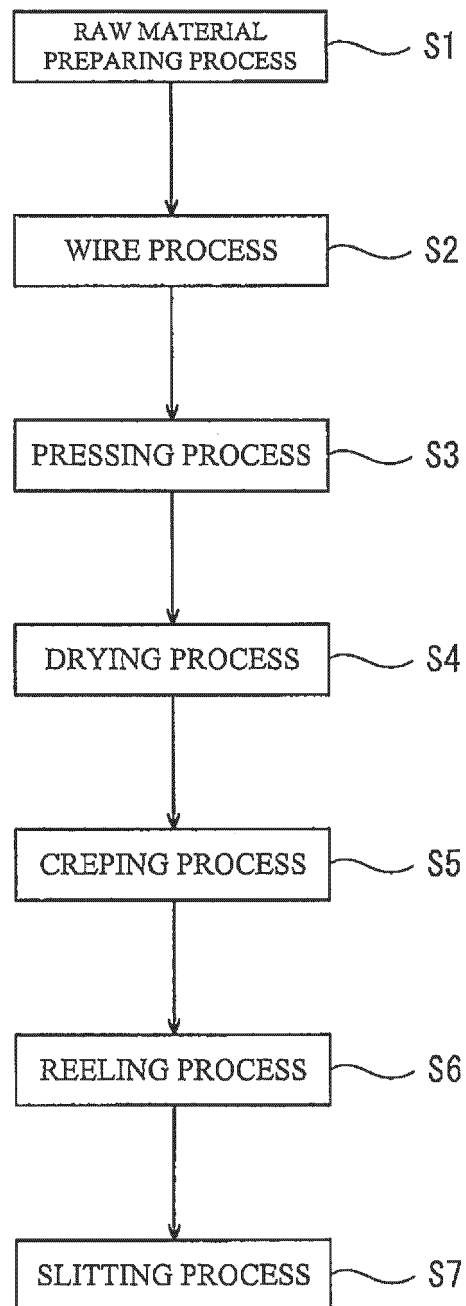 RAW MATERIAL
PREPARING PROCESS
S1
WIRE PROCESS
S2
PRESSING PROCESS
S3
DRYING PROCESS
S4
CREPING PROCESS
S5
REELING PROCESS
S6
SLITTING PROCESS
S7